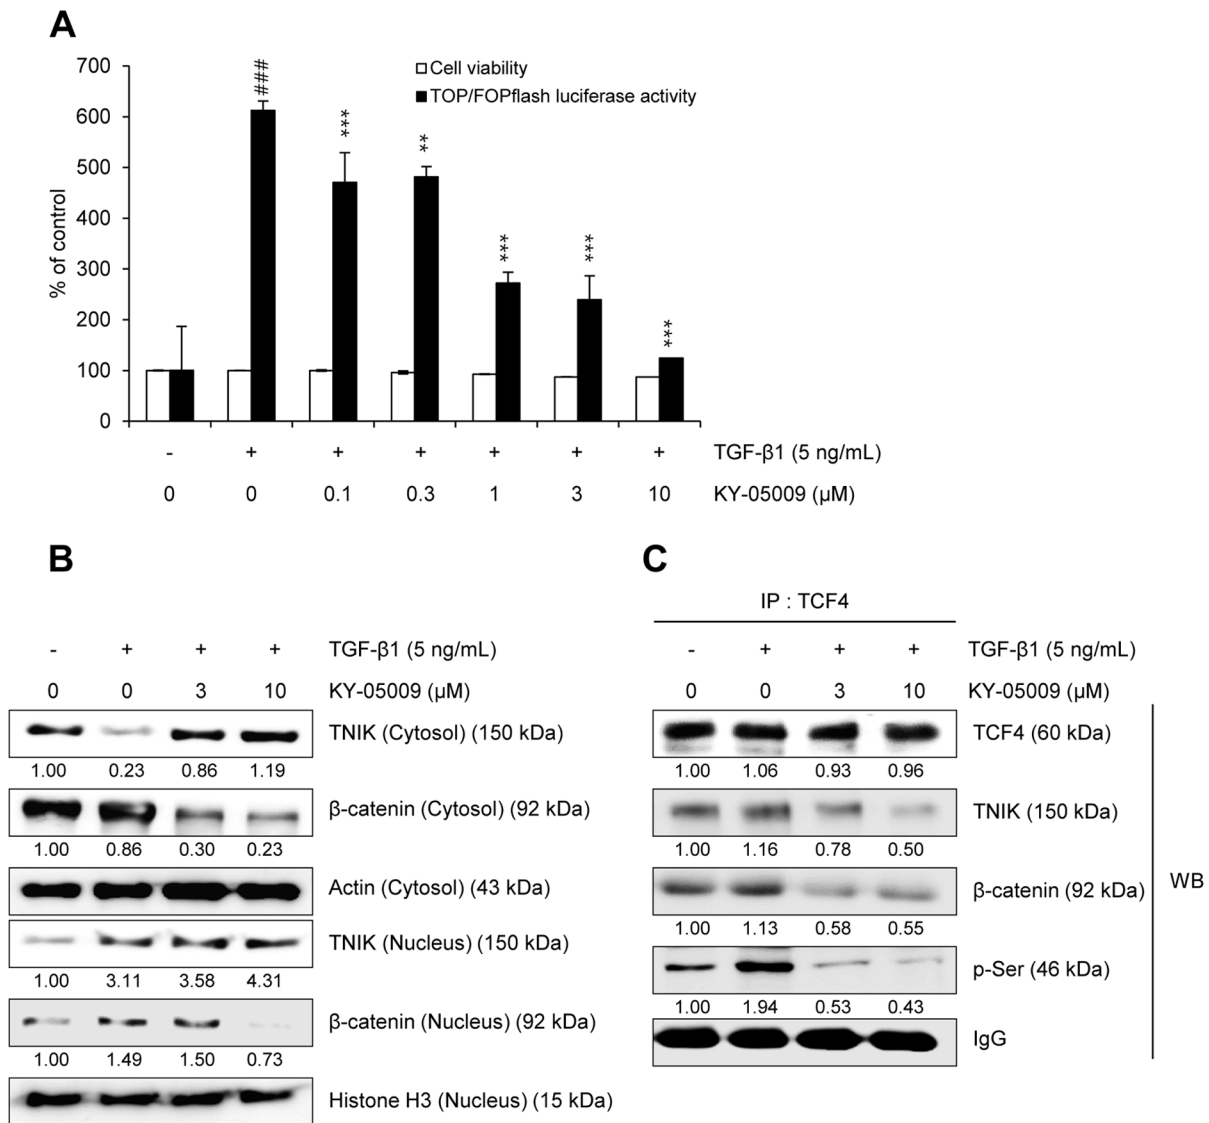 A
700
600
500
400
300
200
100
0
% of control
Cell viability
TOP/FOPflash luciferase activity
###
***
**
***
***
***
- + + + + + + TGF-β1 (5 ng/mL)
0 0 0.1 0.3 1 3 10 KY-05009 (μM)
B
- + + + TGF-β1 (5 ng/mL)
0 0 3 10 KY-05009 (μM)
TNIK (Cytosol) (150 kDa)
1.00 0.23 0.86 1.19
β-catenin (Cytosol) (92 kDa)
1.00 0.86 0.30 0.23
Actin (Cytosol) (43 kDa)
TNIK (Nucleus) (150 kDa)
1.00 3.11 3.58 4.31
β-catenin (Nucleus) (92 kDa)
1.00 1.49 1.50 0.73
Histone H3 (Nucleus) (15 kDa)
C
IP : TCF4
- + + + TGF-β1 (5 ng/mL)
0 0 3 10 KY-05009 (μM)
TCF4 (60 kDa)
1.00 1.06 0.93 0.96
TNIK (150 kDa)
1.00 1.16 0.78 0.50
β-catenin (92 kDa)
1.00 1.13 0.58 0.55
p-Ser (46 kDa)
1.00 1.94 0.53 0.43
IgG
WB